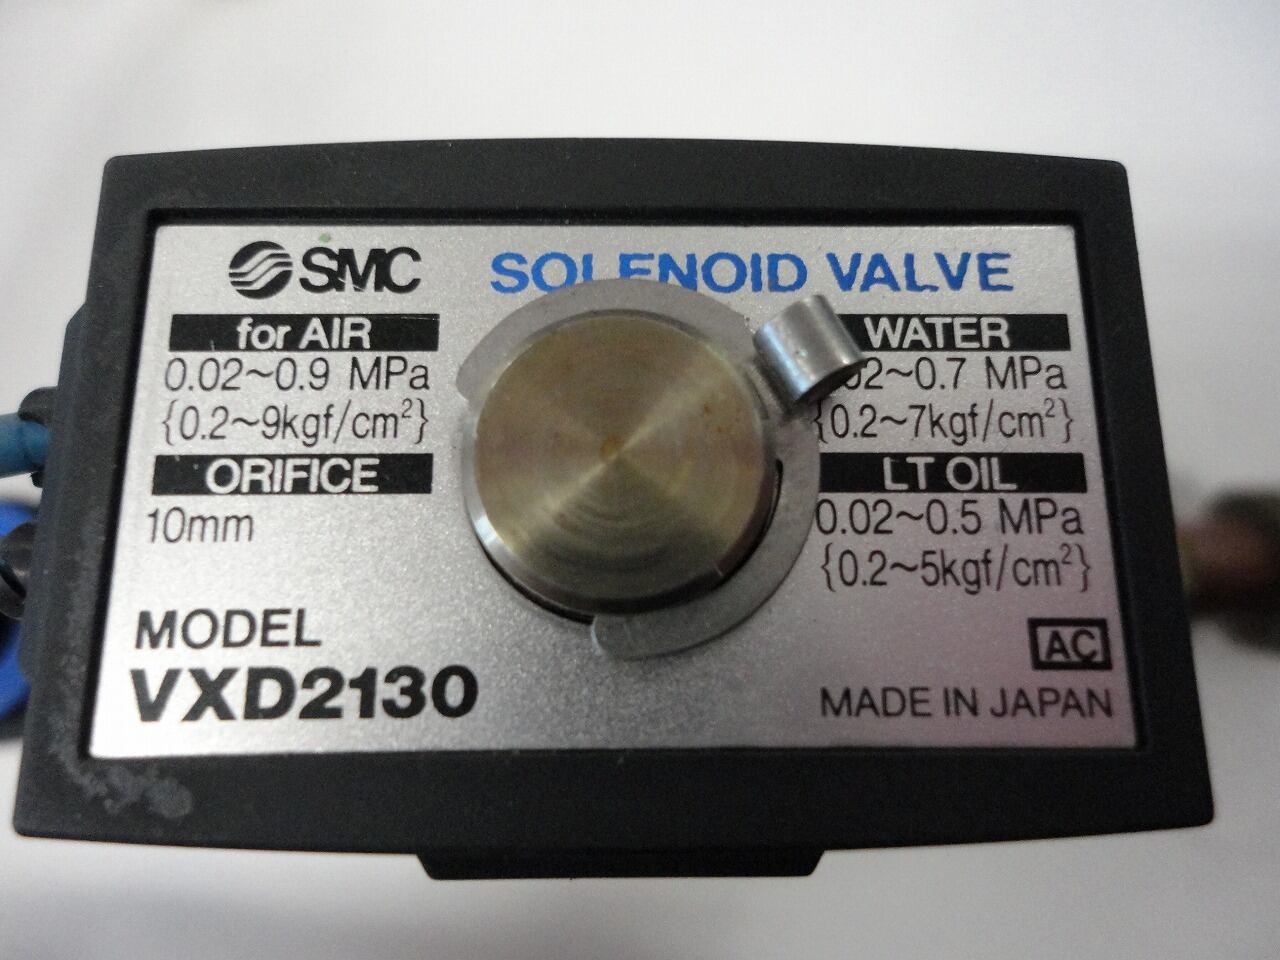 SMC SOLENOID VALVE
for AIR
0.02~0.9 MPa
{0.2~9kgf/cm²}
ORIFICE
10mm
WATER
02~0.7 MPa
{0.2~7kgf/cm²}
LT OIL
0.02~0.5 MPa
{0.2~5kgf/cm²}
MODEL
VXD2130
AC
MADE IN JAPAN